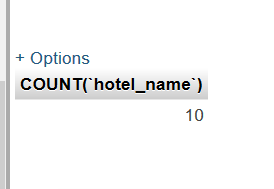 + Options
COUNT(`hotel_name`)
10